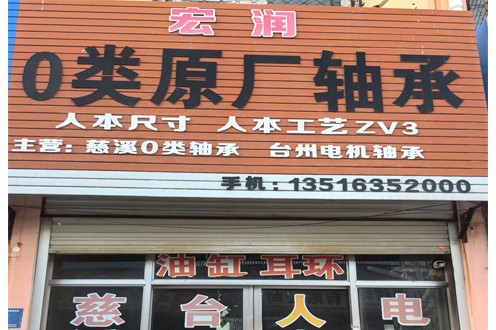 宏润
0类原厂轴承
人本尺寸 人本工艺ZV3
主营:慈溪0类轴承 台州电机轴承
手机:13516352000
油缸耳环
慈台人电